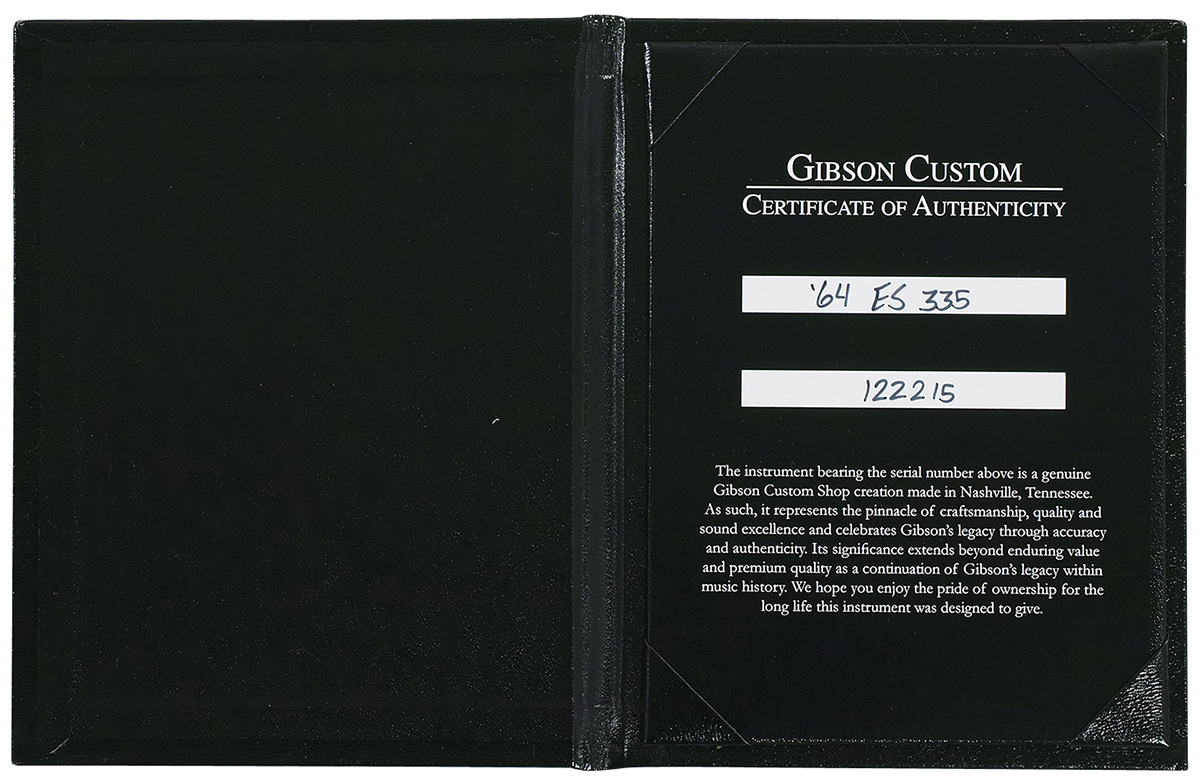 GIBSON CUSTOM
CERTIFICATE OF AUTHENTICITY
'64 ES 335
122215
The instrument bearing the serial number above is a genuine
Gibson Custom Shop creation made in Nashville, Tennessee.
As such, it represents the pinnacle of craftsmanship, quality and
sound excellence and celebrates Gibson's legacy through accuracy
and authenticity. Its significance extends beyond enduring value
and premium quality as a continuation of Gibson's legacy within
music history. We hope you enjoy the pride of ownership for the
long life this instrument was designed to give.